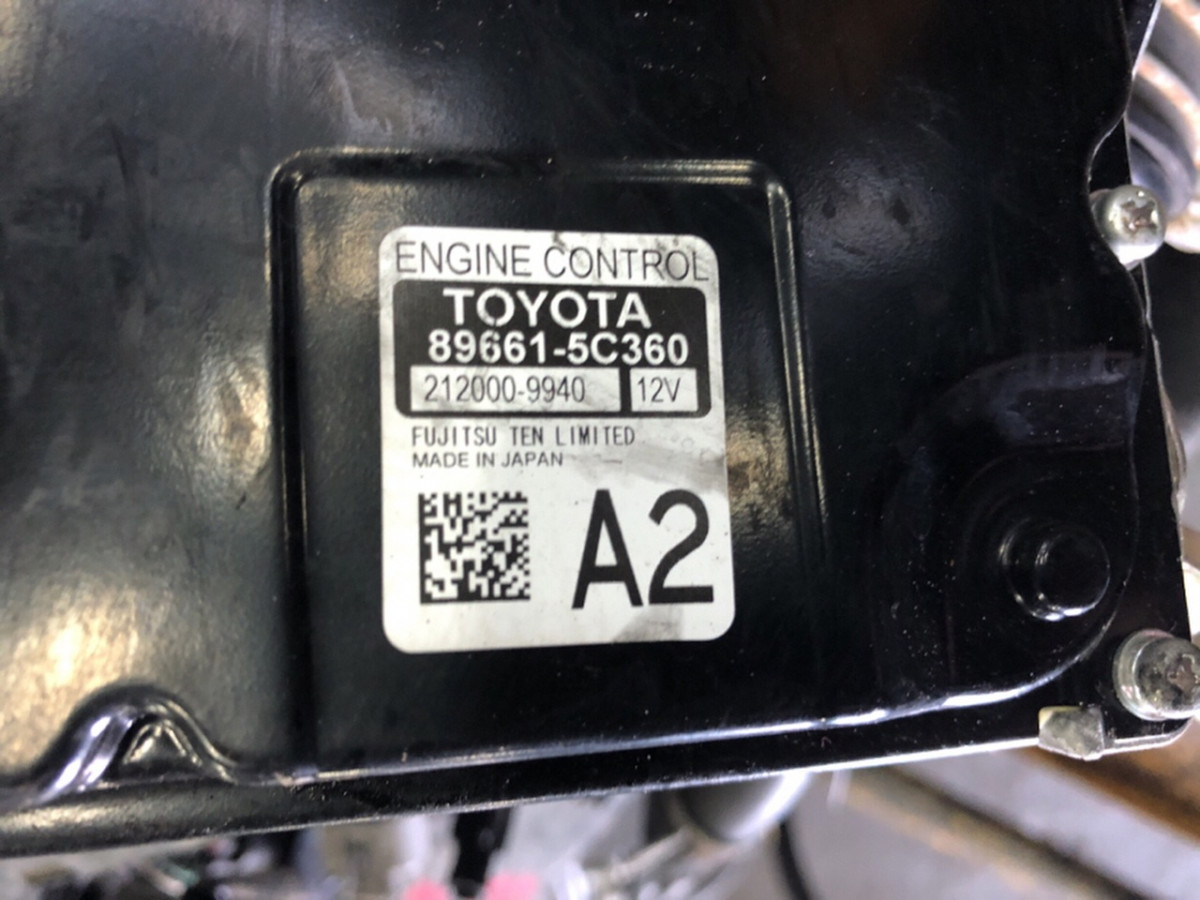 ENGINE CONTROL
TOYOTA
89661-5C360
212000-9940 12V
FUJITSU TEN LIMITED
MADE IN JAPAN
A2